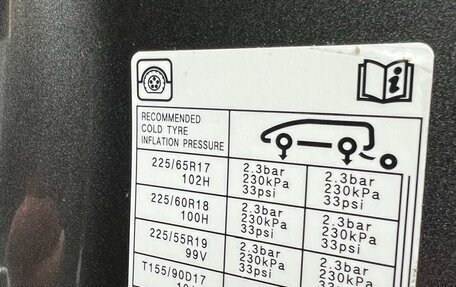 RECOMMENDED
COLD TYRE
INFLATION PRESSURE
225/65R17
102H
2.3bar
230kPa
33psi
2.3bar
230kPa
33psi
225/60R18
100H
2.3bar
230kPa
33psi
2.3bar
230kPa
33psi
225/55R19
99V
2.3bar
230kPa
33psi
2.3bar
230kPa
33psi
T155/90D17